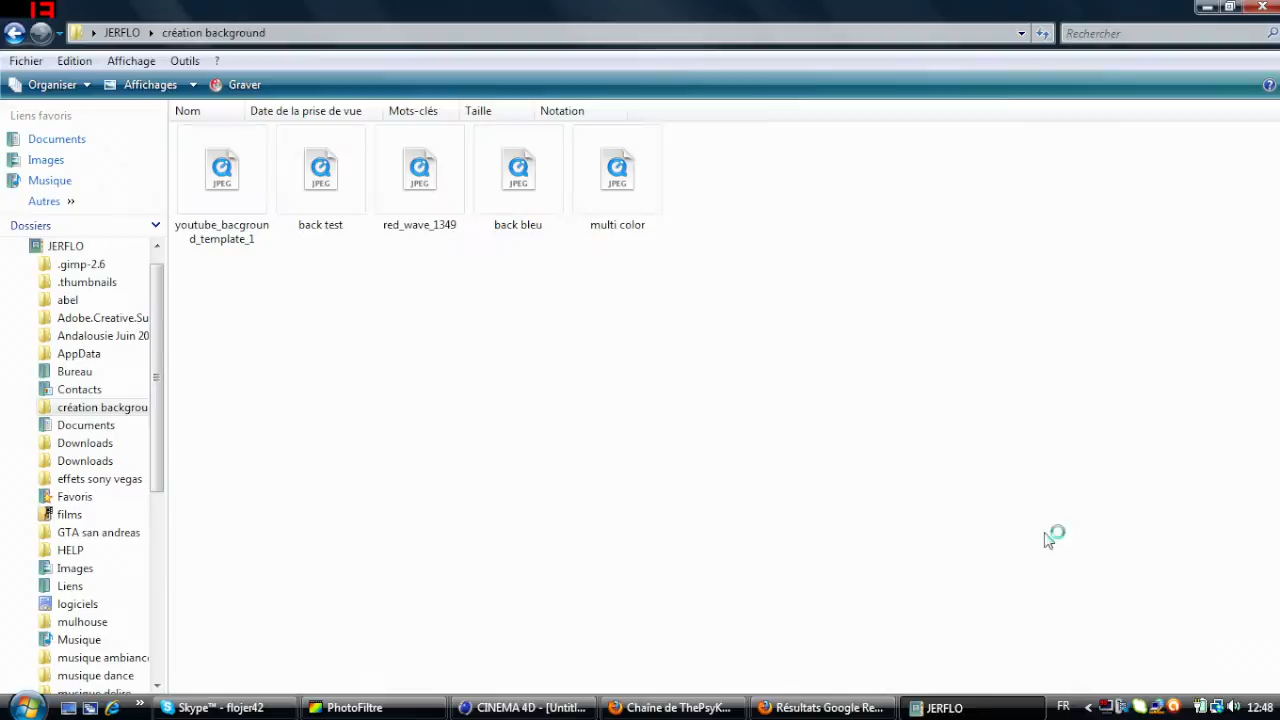 13
JERFLO création background
Rechercher
Fichier Edition Affichage Outils ?
Organiser Affichages Graver
Liens favoris
Documents
Images
Musique
Autres »
Dossiers
JERFLO
.gimp-2.6
.thumbnails
abel
Adobe.Creative.Su
Andalousie Juin 20
AppData
Bureau
Contacts
création backgrou
Documents
Downloads
Downloads
effets sony vegas
Favoris
films
GTA san andreas
HELP
Images
Liens
logiciels
mulhouse
Musique
musique ambianc
musique dance
musique delire
Nom Date de la prise de vue Mots-clés Taille Notation
JPEG JPEG JPEG JPEG JPEG
youtube_bacgroun back test red_wave_1349 back bleu multi color
d_template_1
» Skype™ - flojer42 PhotoFiltre CINEMA 4D - [Untitl... Chaîne de ThePsyK... Résultats Google Re... JERFLO FR 12:48